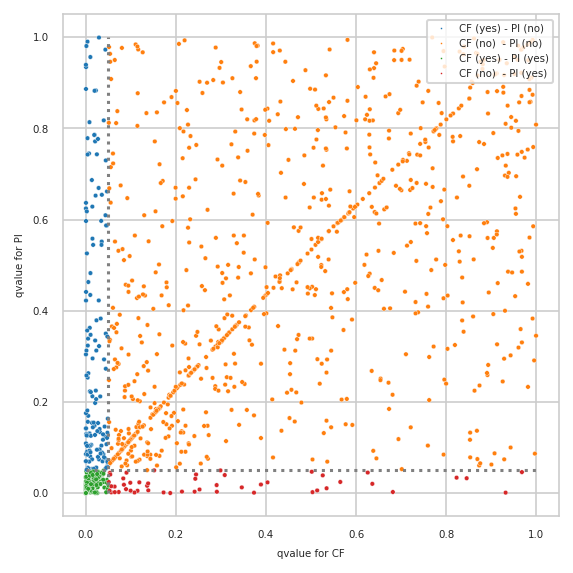 CF (yes) - PI (no)
CF (no)  - PI (no)
CF (yes) - PI (yes)
CF (no)  - PI (yes)
1.0
0.8
0.6
0.4
0.2
0.0
qvalue for PI
0.0 0.2 0.4 0.6 0.8 1.0
qvalue for CF